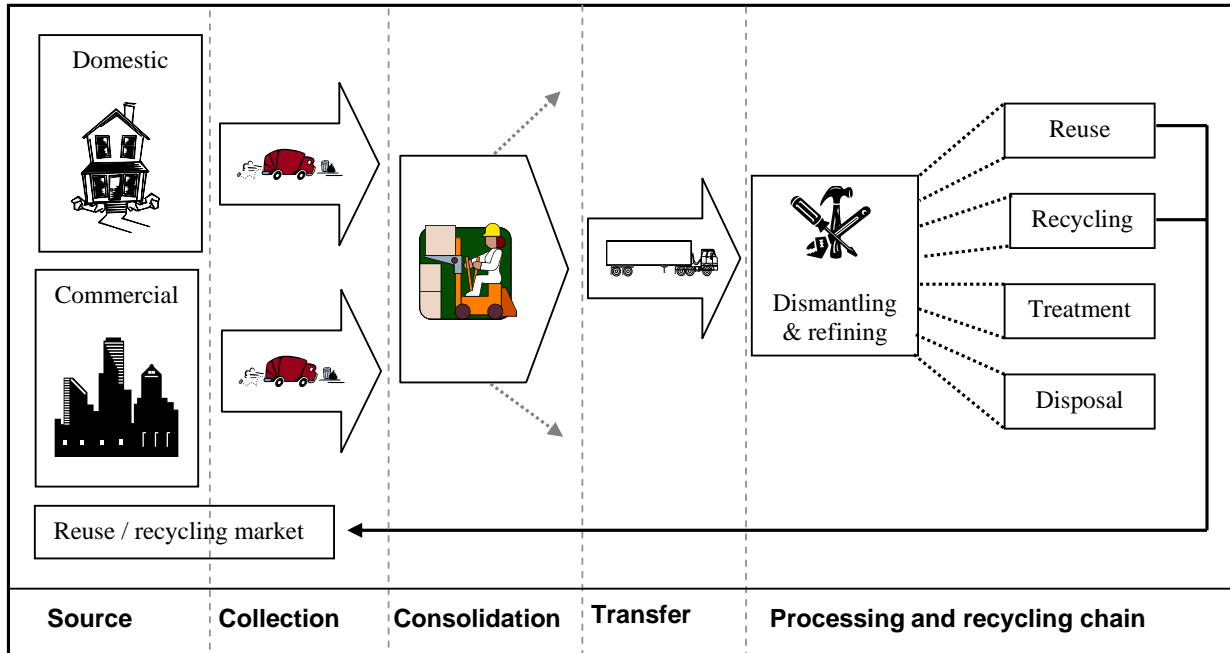 Domestic
Commercial
Reuse / recycling market
Dismantling
& refining
Reuse
Recycling
Treatment
Disposal
Source
Collection
Consolidation
Transfer
Processing and recycling chain